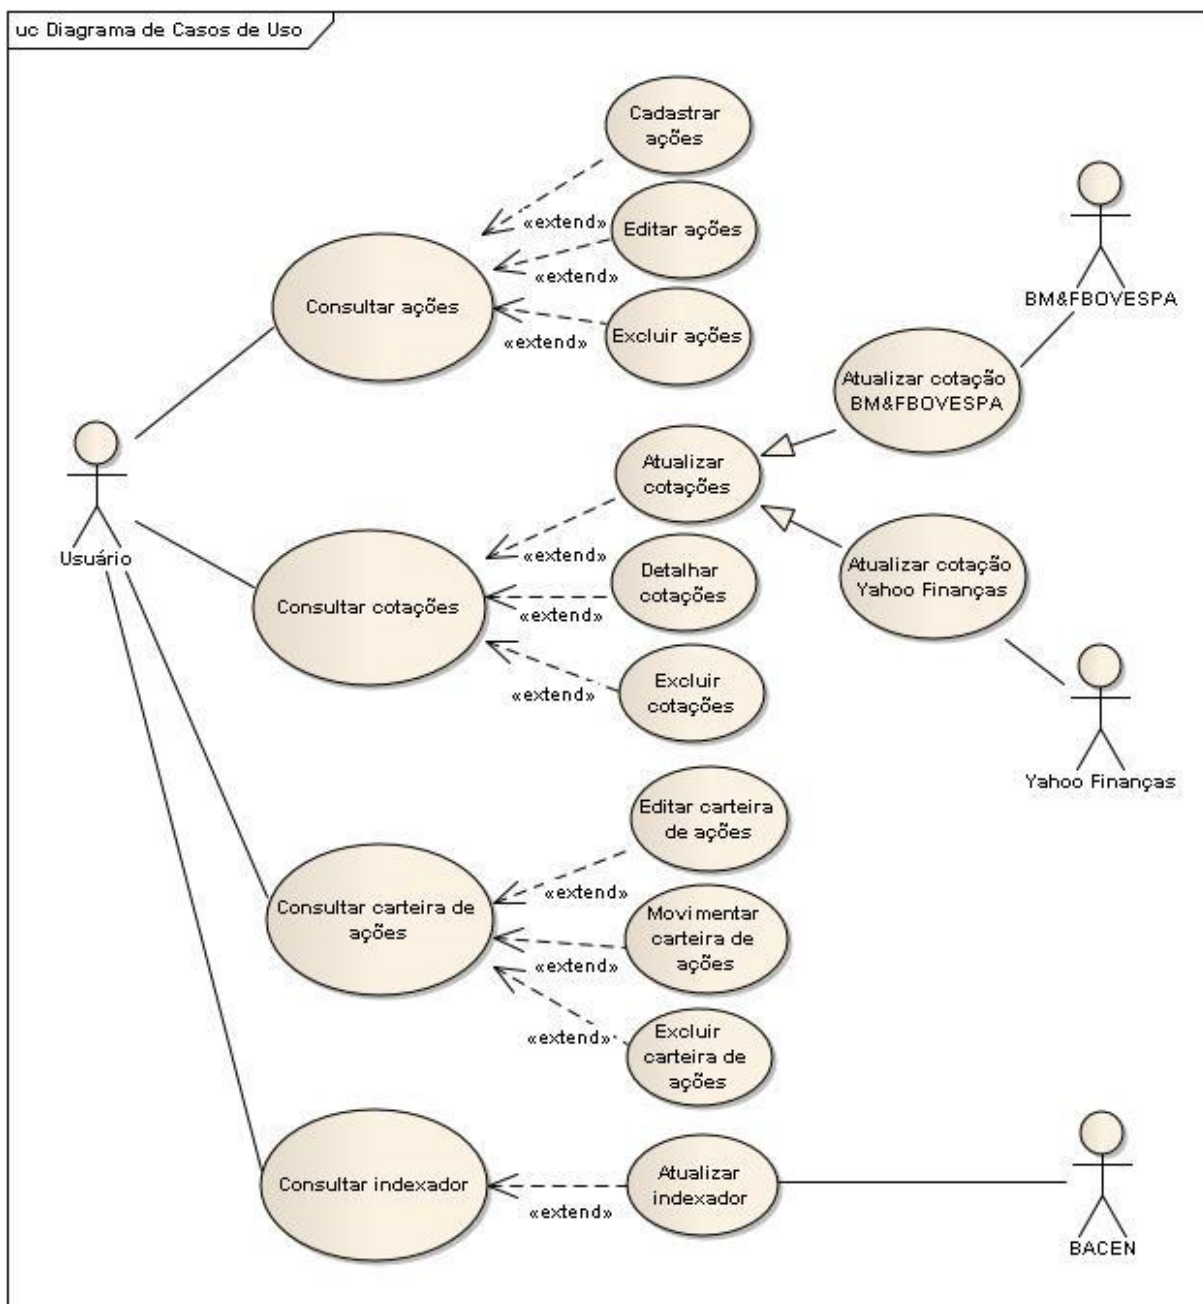 uc Diagrama de Casos de Uso
Cadastrar
ações
«extend»
Editar ações
«extend»
Consultar ações
Excluir ações
«extend»
BM&FBOVESPA
Atualizar cotação
BM&FBOVESPA
Atualizar
cotações
Usuário
«extend»
Atualizar cotação
Yahoo Finanças
Detalhar
cotações
Consultar cotações
«extend»
Excluir
cotações
«extend»
Yahoo Finanças
Editar carteira
de ações
«extend»
Consultar carteira de
ações
Movimentar
carteira de
ações
«extend»
Excluir
carteira de
ações
«extend»
Consultar indexador
Atualizar
indexador
«extend»
BACEN